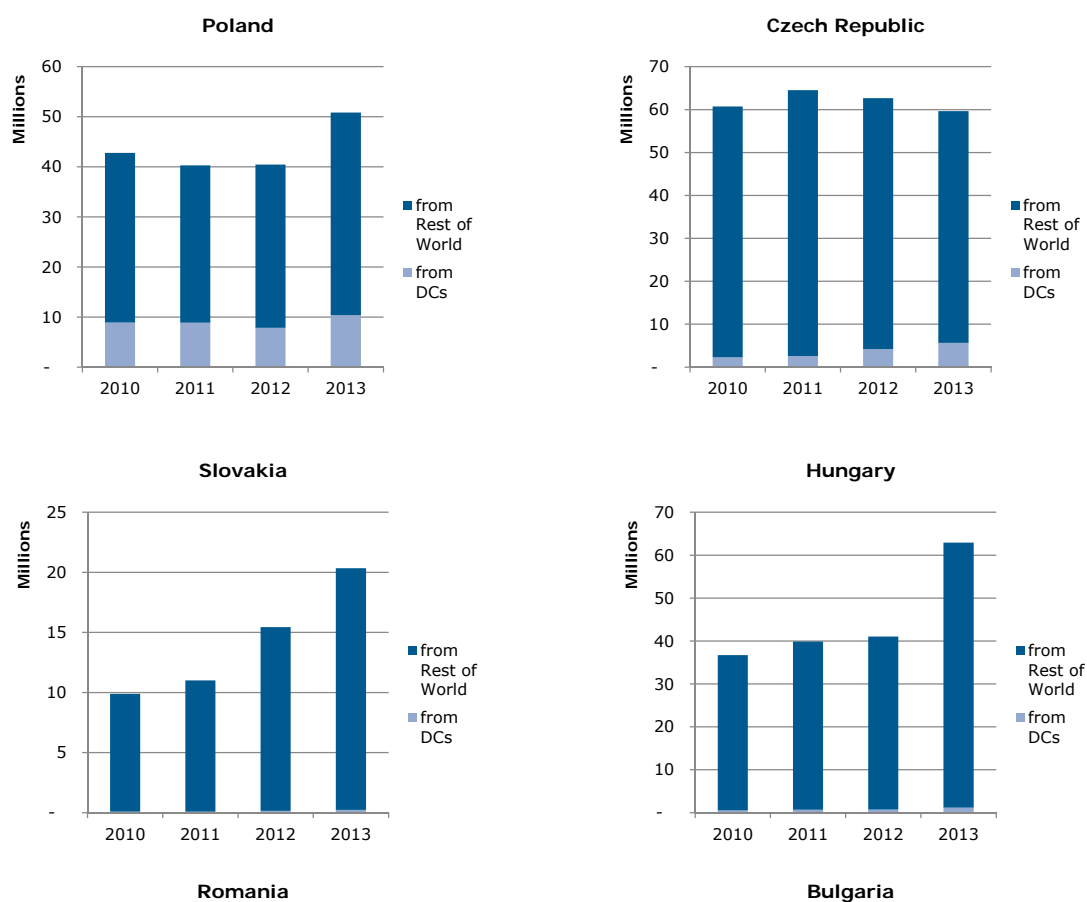 Poland
Millions
60
50
40
30
20
10
-
2010 2011 2012 2013
from
Rest of
World
from
DCs
Czech Republic
Millions
70
60
50
40
30
20
10
-
2010 2011 2012 2013
from
Rest of
World
from
DCs
Slovakia
Millions
25
20
15
10
5
-
2010 2011 2012 2013
from
Rest of
World
from
DCs
Hungary
Millions
70
60
50
40
30
20
10
-
2010 2011 2012 2013
from
Rest of
World
from
DCs
Romania
Bulgaria